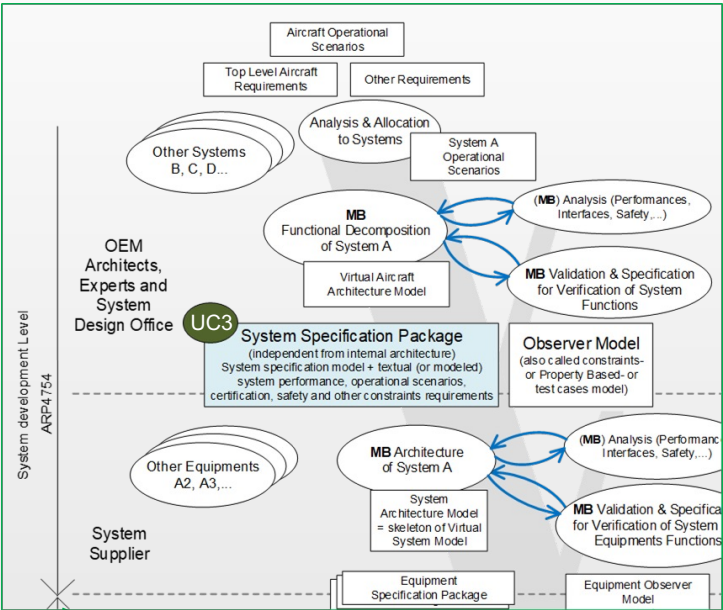 Aircraft Operational
Scenarios
Top Level Aircraft
Requirements
Other Requirements
Analysis & Allocation
to Systems
Other Systems
B, C, D...
System A
Operational
Scenarios
MB
Functional Decomposition
of System A
(MB) Analysis (Performances,
Interfaces, Safety,...)
Virtual Aircraft
Architecture Model
MB Validation & Specification
for Verification of System
Functions
OEM
Architects,
Experts and
System
Design Office
UC3
System Specification Package
(independent from internal architecture)
System specification model + textual (or modeled)
system performance, operational scenarios,
certification, safety and other constraints requirements
Observer Model
(also called constraints-
or Property Based- or
test cases model)
System development Level
ARP4754
Other Equipments
A2, A3,...
MB Architecture
of System A
(MB) Analysis (Performanc
Interfaces, Safety,...)
System
Architecture Model
= skeleton of Virtual
System Model
MB Validation & Specifica
for Verification of System
Equipments Functions
System
Supplier
Equipment
Specification Package
Equipment Observer
Model